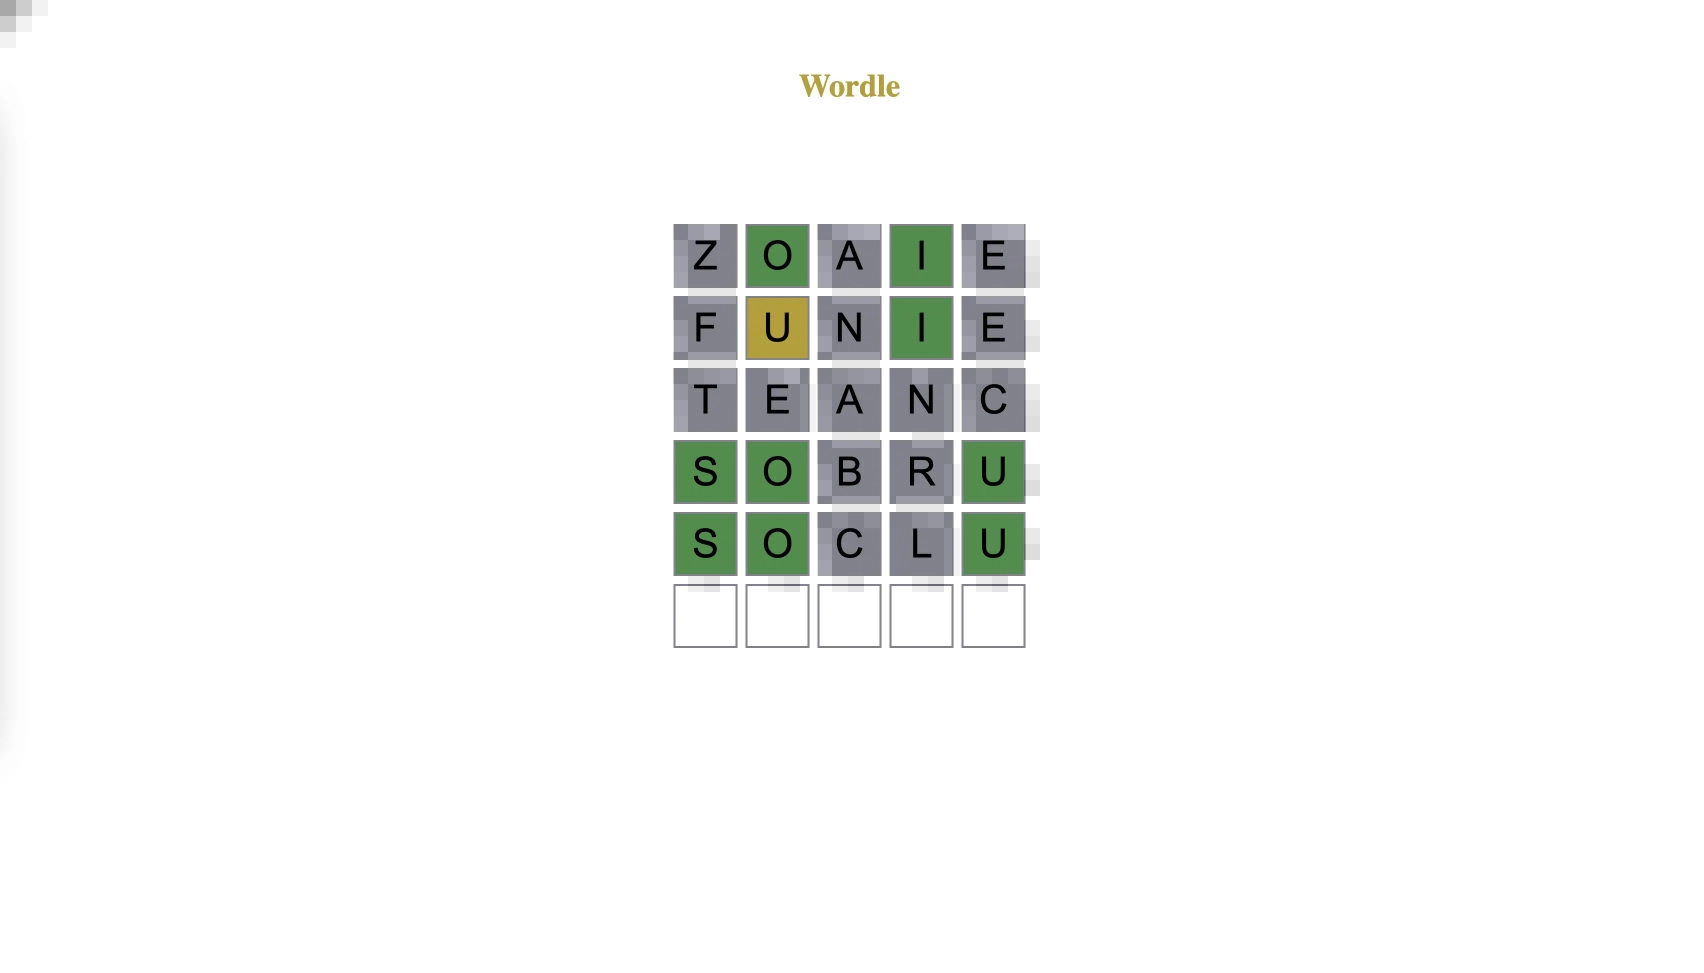 Wordle
Z O A I E
F U N I E
T E A N C
S O B R U
S O C L U